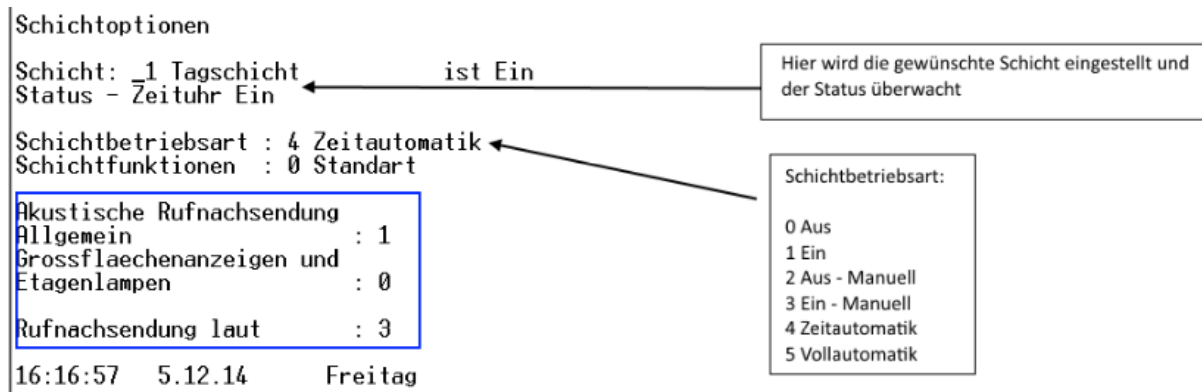 Schichtoptionen
Schicht: _1 Tagschicht ist Ein
Status - Zeituhr Ein
Schichtbetriebsart : 4 Zeitautomatik
Schichtfunktionen : 0 Standart
Akustische Rufnachsendung
Allgemein : 1
Grossflaechenanzeigen und
Etagenlampen : 0
Rufnachsendung laut : 3
16:16:57 5.12.14 Freitag
Hier wird die gewünschte Schicht eingestellt und
der Status überwacht
Schichtbetriebsart:
0 Aus
1 Ein
2 Aus - Manuell
3 Ein - Manuell
4 Zeitautomatik
5 Vollautomatik